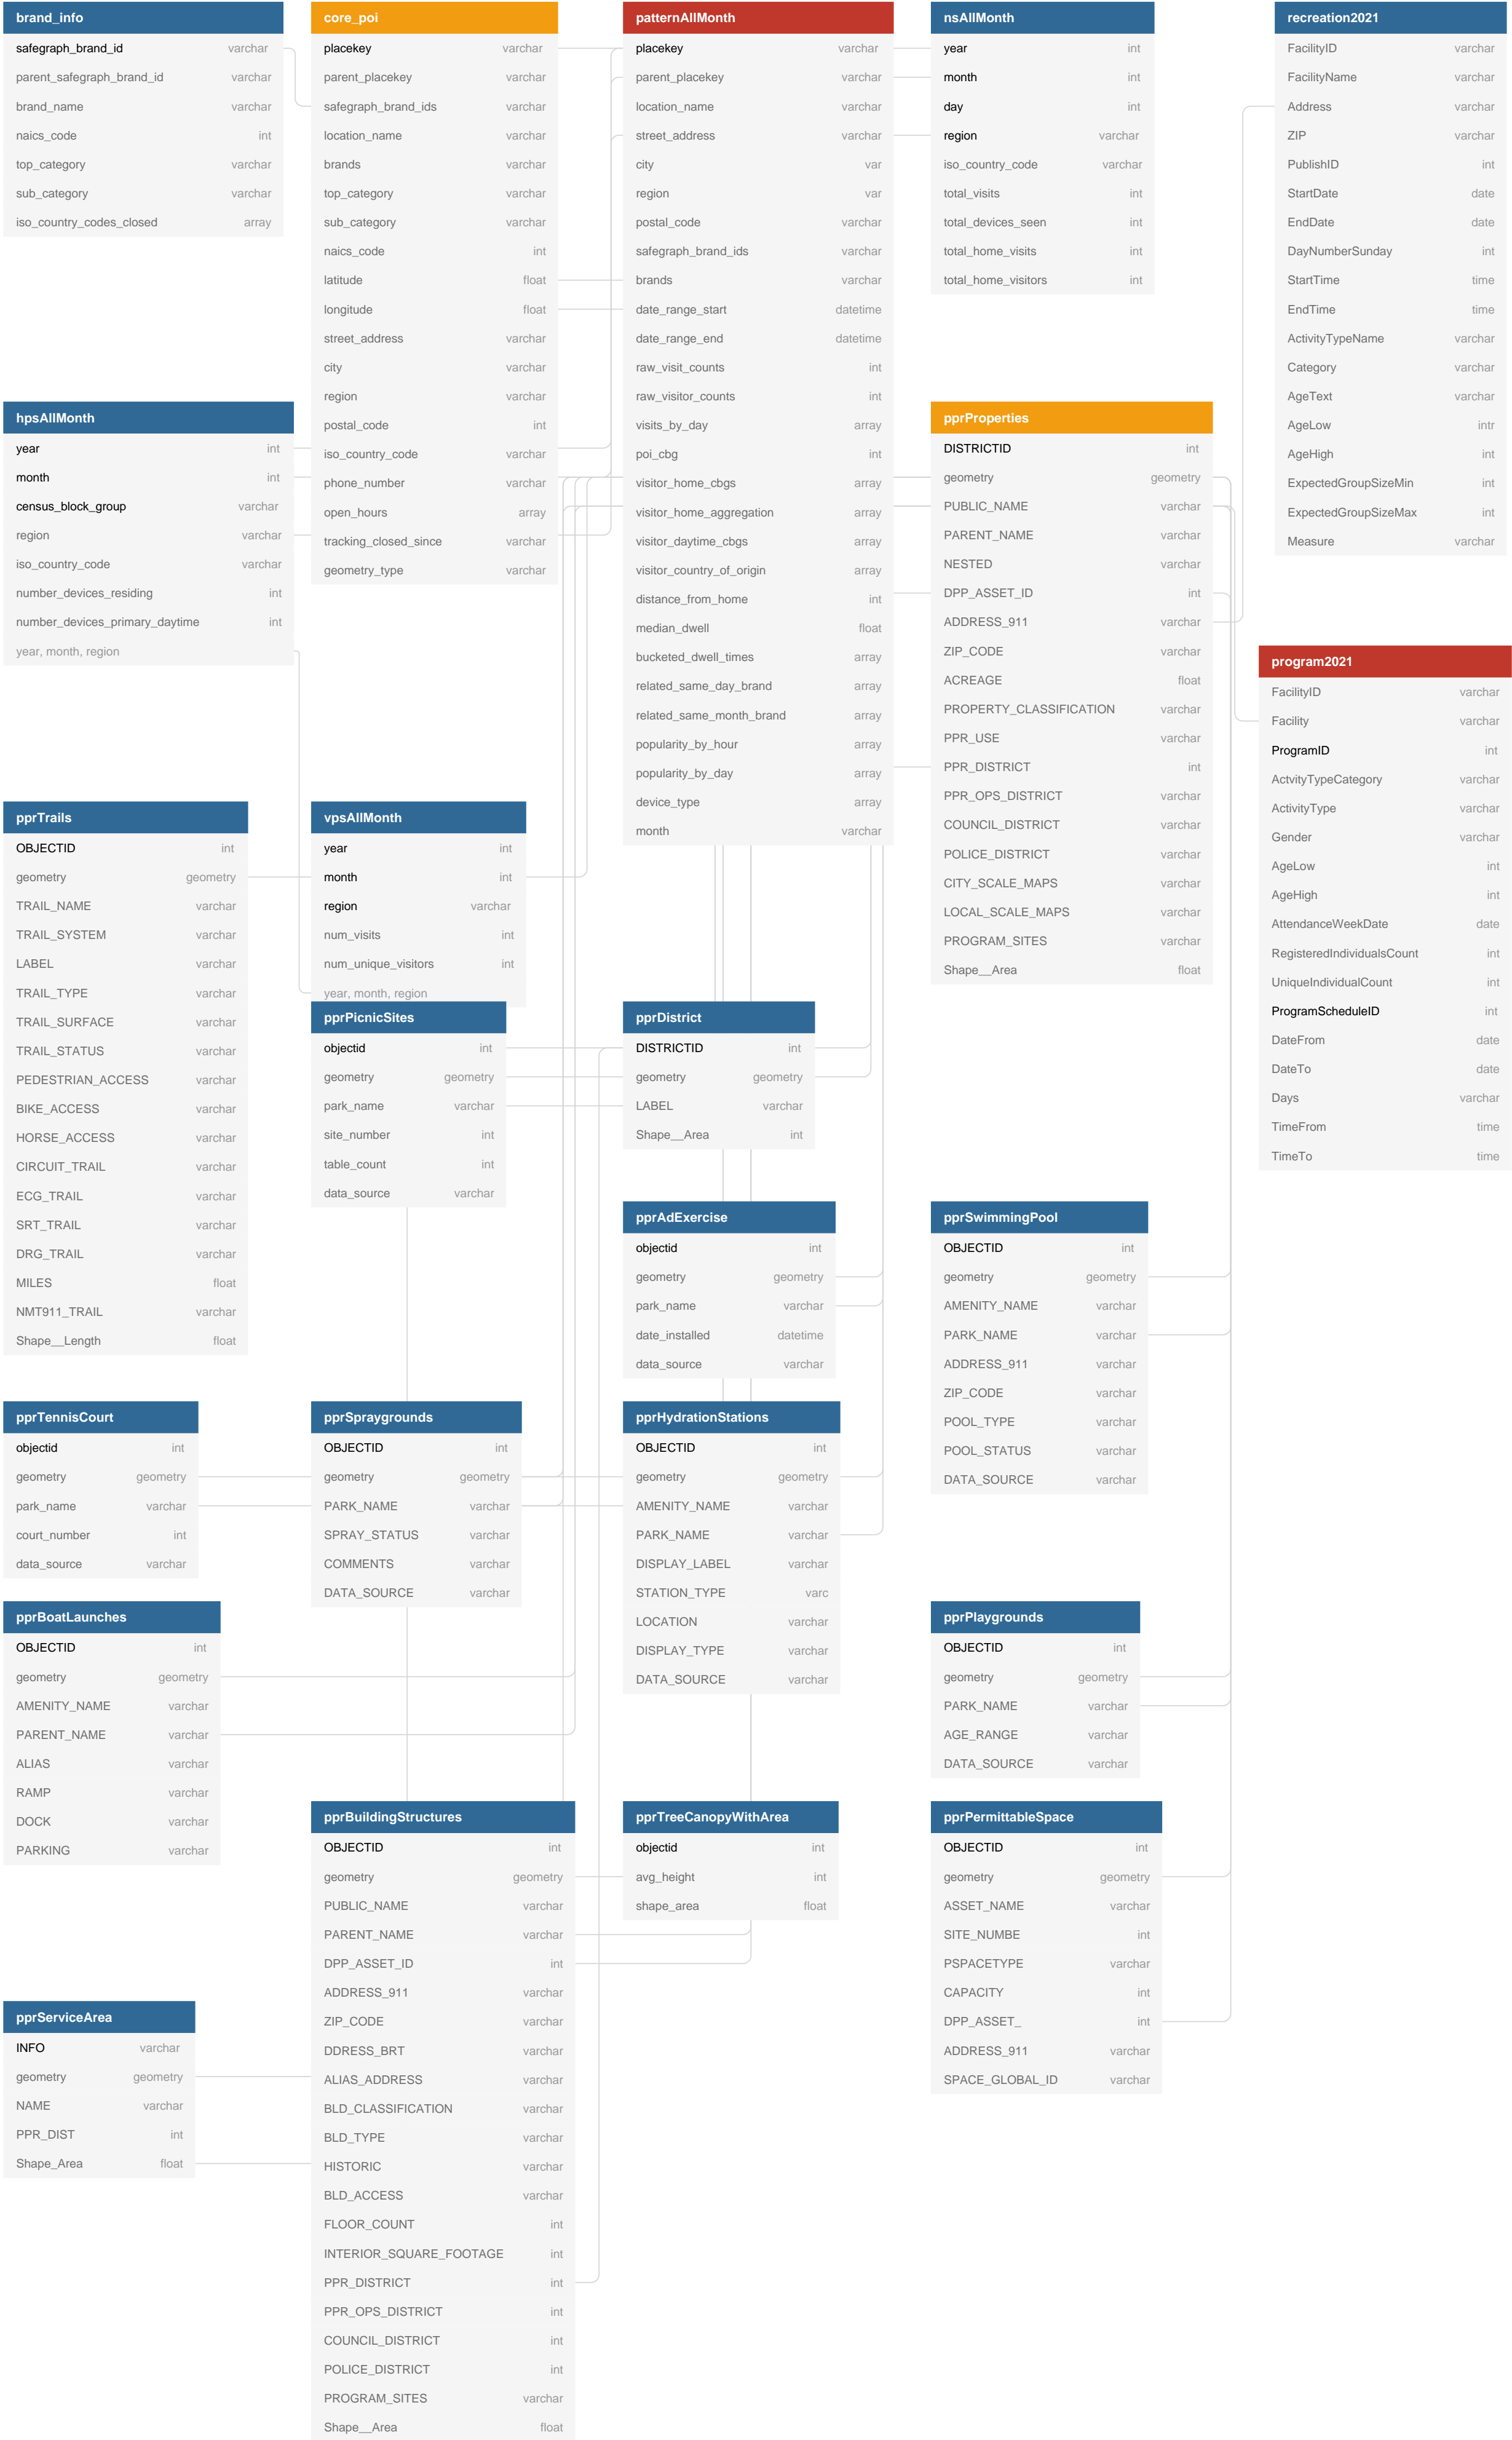 brand_info
safegraph_brand_id varchar
parent_safegraph_brand_id varchar
brand_name varchar
naics_code int
top_category varchar
sub_category varchar
iso_country_codes_closed array
core_poi
placekey varchar
parent_placekey varchar
safegraph_brand_ids varchar
location_name varchar
brands varchar
top_category varchar
sub_category varchar
naics_code int
latitude float
longitude float
street_address varchar
city varchar
region varchar
postal_code int
iso_country_code varchar
phone_number varchar
open_hours array
tracking_closed_since varchar
geometry_type varchar
patternAllMonth
placekey varchar
parent_placekey varchar
location_name varchar
street_address varchar
city var
region var
postal_code varchar
safegraph_brand_ids varchar
brands varchar
date_range_start datetime
date_range_end datetime
raw_visit_counts int
raw_visitor_counts int
visits_by_day array
poi_cbg int
visitor_home_cbgs array
visitor_home_aggregation array
visitor_daytime_cbgs array
visitor_country_of_origin array
distance_from_home int
median_dwell float
bucketed_dwell_times array
related_same_day_brand array
related_same_month_brand array
popularity_by_hour array
popularity_by_day array
device_type array
month varchar
nsAllMonth
year int
month int
day int
region varchar
iso_country_code varchar
total_visits int
total_devices_seen int
total_home_visits int
total_home_visitors int
recreation2021
FacilityID varchar
FacilityName varchar
Address varchar
ZIP varchar
PublishID int
StartDate date
EndDate date
DayNumberSunday int
StartTime time
EndTime time
ActivityTypeName varchar
Category varchar
AgeText varchar
AgeLow intr
AgeHigh int
ExpectedGroupSizeMin int
ExpectedGroupSizeMax int
Measure varchar
hpsAllMonth
year int
month int
census_block_group varchar
region varchar
iso_country_code varchar
number_devices_residing int
number_devices_primary_daytime int
year, month, region
pprProperties
DISTRICTID int
geometry geometry
PUBLIC_NAME varchar
PARENT_NAME varchar
NESTED varchar
DPP_ASSET_ID int
ADDRESS_911 varchar
ZIP_CODE varchar
ACREAGE float
PROPERTY_CLASSIFICATION varchar
PPR_USE varchar
PPR_DISTRICT int
PPR_OPS_DISTRICT varchar
COUNCIL_DISTRICT varchar
POLICE_DISTRICT varchar
CITY_SCALE_MAPS varchar
LOCAL_SCALE_MAPS varchar
PROGRAM_SITES varchar
Shape__Area float
program2021
FacilityID varchar
Facility varchar
ProgramID int
ActvityTypeCategory varchar
ActivityType varchar
Gender varchar
AgeLow int
AgeHigh int
AttendanceWeekDate date
RegisteredIndividualsCount int
UniqueIndividualCount int
ProgramScheduleID int
DateFrom date
DateTo date
Days varchar
TimeFrom time
TimeTo time
pprTrails
OBJECTID int
geometry geometry
TRAIL_NAME varchar
TRAIL_SYSTEM varchar
LABEL varchar
TRAIL_TYPE varchar
TRAIL_SURFACE varchar
TRAIL_STATUS varchar
PEDESTRIAN_ACCESS varchar
BIKE_ACCESS varchar
HORSE_ACCESS varchar
CIRCUIT_TRAIL varchar
ECG_TRAIL varchar
SRT_TRAIL varchar
DRG_TRAIL varchar
MILES float
NMT911_TRAIL varchar
Shape__Length float
vpsAllMonth
year int
month int
region varchar
num_visits int
num_unique_visitors int
year, month, region
pprPicnicSites
objectid int
geometry geometry
park_name varchar
site_number int
table_count int
data_source varchar
pprDistrict
DISTRICTID int
geometry geometry
LABEL varchar
Shape__Area int
pprAdExercise
objectid int
geometry geometry
park_name varchar
date_installed datetime
data_source varchar
pprSwimmingPool
OBJECTID int
geometry geometry
AMENITY_NAME varchar
PARK_NAME varchar
ADDRESS_911 varchar
ZIP_CODE varchar
POOL_TYPE varchar
POOL_STATUS varchar
DATA_SOURCE varchar
pprTennisCourt
objectid int
geometry geometry
park_name varchar
court_number int
data_source varchar
pprSpraygrounds
OBJECTID int
geometry geometry
PARK_NAME varchar
SPRAY_STATUS varchar
COMMENTS varchar
DATA_SOURCE varchar
pprHydrationStations
OBJECTID int
geometry geometry
AMENITY_NAME varchar
PARK_NAME varchar
DISPLAY_LABEL varchar
STATION_TYPE varc
LOCATION varchar
DISPLAY_TYPE varchar
DATA_SOURCE varchar
pprBoatLaunches
OBJECTID int
geometry geometry
AMENITY_NAME varchar
PARENT_NAME varchar
ALIAS varchar
RAMP varchar
DOCK varchar
PARKING varchar
pprPlaygrounds
OBJECTID int
geometry geometry
PARK_NAME varchar
AGE_RANGE varchar
DATA_SOURCE varchar
pprBuildingStructures
OBJECTID int
geometry geometry
PUBLIC_NAME varchar
PARENT_NAME varchar
DPP_ASSET_ID int
ADDRESS_911 varchar
ZIP_CODE varchar
DDRESS_BRT varchar
ALIAS_ADDRESS varchar
BLD_CLASSIFICATION varchar
BLD_TYPE varchar
HISTORIC varchar
BLD_ACCESS varchar
FLOOR_COUNT int
INTERIOR_SQUARE_FOOTAGE int
PPR_DISTRICT int
PPR_OPS_DISTRICT int
COUNCIL_DISTRICT int
POLICE_DISTRICT int
PROGRAM_SITES varchar
Shape__Area float
pprTreeCanopyWithArea
objectid int
avg_height int
shape_area float
pprPermittableSpace
OBJECTID int
geometry geometry
ASSET_NAME varchar
SITE_NUMBE int
PSPACETYPE varchar
CAPACITY int
DPP_ASSET_ int
ADDRESS_911 varchar
SPACE_GLOBAL_ID varchar
pprServiceArea
INFO varchar
geometry geometry
NAME varchar
PPR_DIST int
Shape_Area float